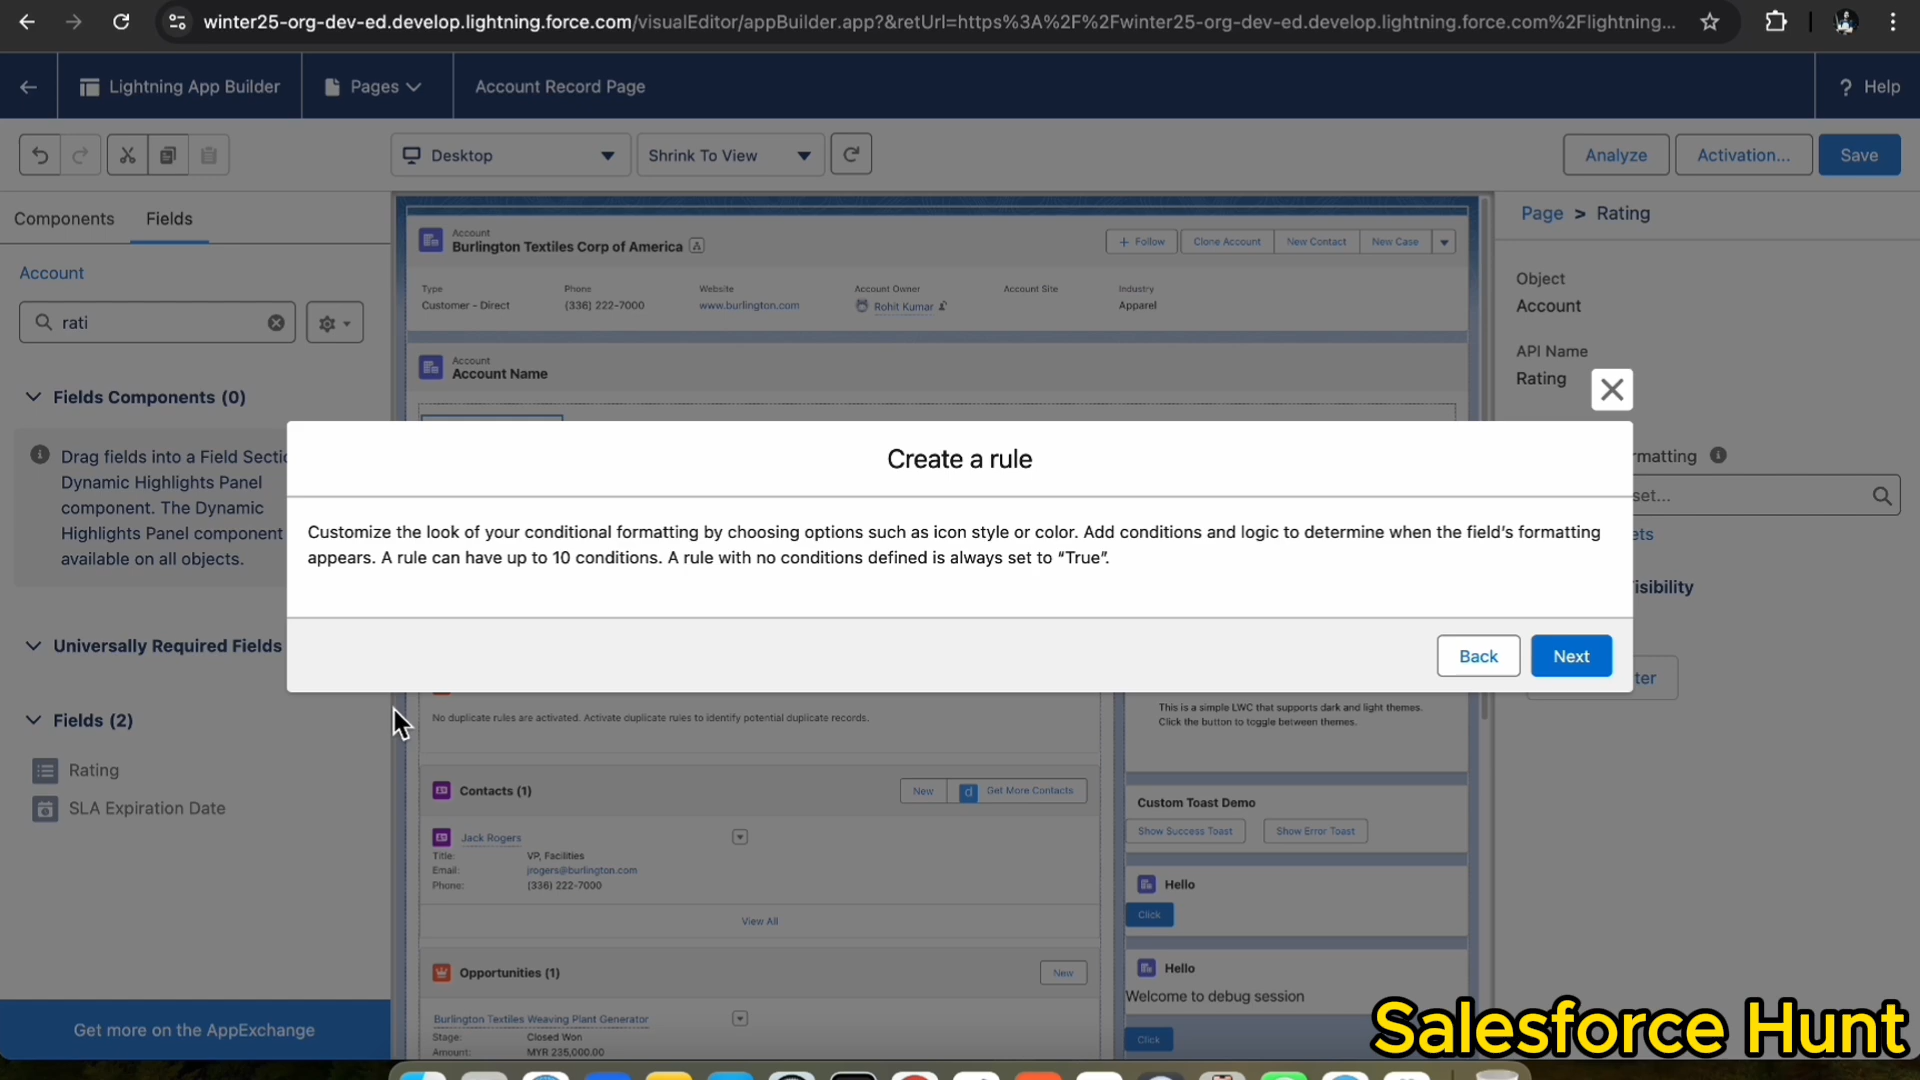 winter25-org-dev-ed.develop.lightning.force.com/visualEditor/appBuilder.app?&retUrl=https%3A%2F%2Fwinter25-org-dev-ed.develop.lightning.force.com%2Flightning...
Lightning App Builder
Pages
Account Record Page
? Help
Desktop
Shrink To View
Analyze
Activation...
Save
Components
Fields
Account
rati
Fields Components (0)
Drag fields into a Field Sectio
Dynamic Highlights Panel
component. The Dynamic
Highlights Panel component
available on all objects.
Universally Required Fields
Fields (2)
Rating
SLA Expiration Date
Get more on the AppExchange
Account
Burlington Textiles Corp of America
+ Follow
Clone Account
New Contact
New Case
Type
Customer - Direct
Phone
(336) 222-7000
Website
www.burlington.com
Account Owner
Rohit Kumar
Account Site
Industry
Apparel
Account
Account Name
Page > Rating
Object
Account
API Name
Rating
rmatting
set...
ets
isibility
ter
Create a rule
Customize the look of your conditional formatting by choosing options such as icon style or color. Add conditions and logic to determine when the field's formatting
appears. A rule can have up to 10 conditions. A rule with no conditions defined is always set to “True”.
Back
Next
No duplicate rules are activated. Activate duplicate rules to identify potential duplicate records.
Contacts (1)
New
Get More Contacts
Jack Rogers
Title: VP, Facilities
Email: jrogers@burlington.com
Phone: (336) 222-7000
View All
Opportunities (1)
New
Burlington Textiles Weaving Plant Generator
Stage: Closed Won
Amount: MYR 235,000.00
This is a simple LWC that supports dark and light themes.
Click the button to toggle between themes.
Custom Toast Demo
Show Success Toast
Show Error Toast
Hello
Click
Hello
Welcome to debug session
Click
Salesforce Hunt